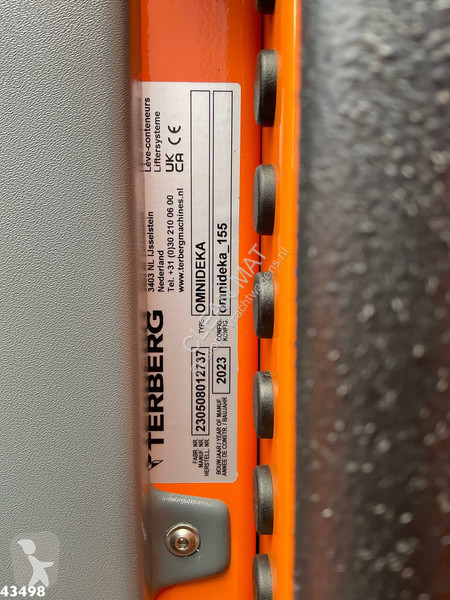 TERBERG
3403 NL IJsselstein
Nederland
Tel. +31 (0)30 210 06 00
www.terbergmachines.nl
Lève-conteneurs
Liftersysteme
UK
CA CE
FABR. NR.
MANUF. NR.
HERSTELL. NR.
230508012737
TYPE
OMNIDEKA
BOUWJAAR / YEAR OF MANUF.
ANNEE DE CONSTR. / BAUJAHR
2023
CONFIG.
KONFIG.
omnideka_155
43498